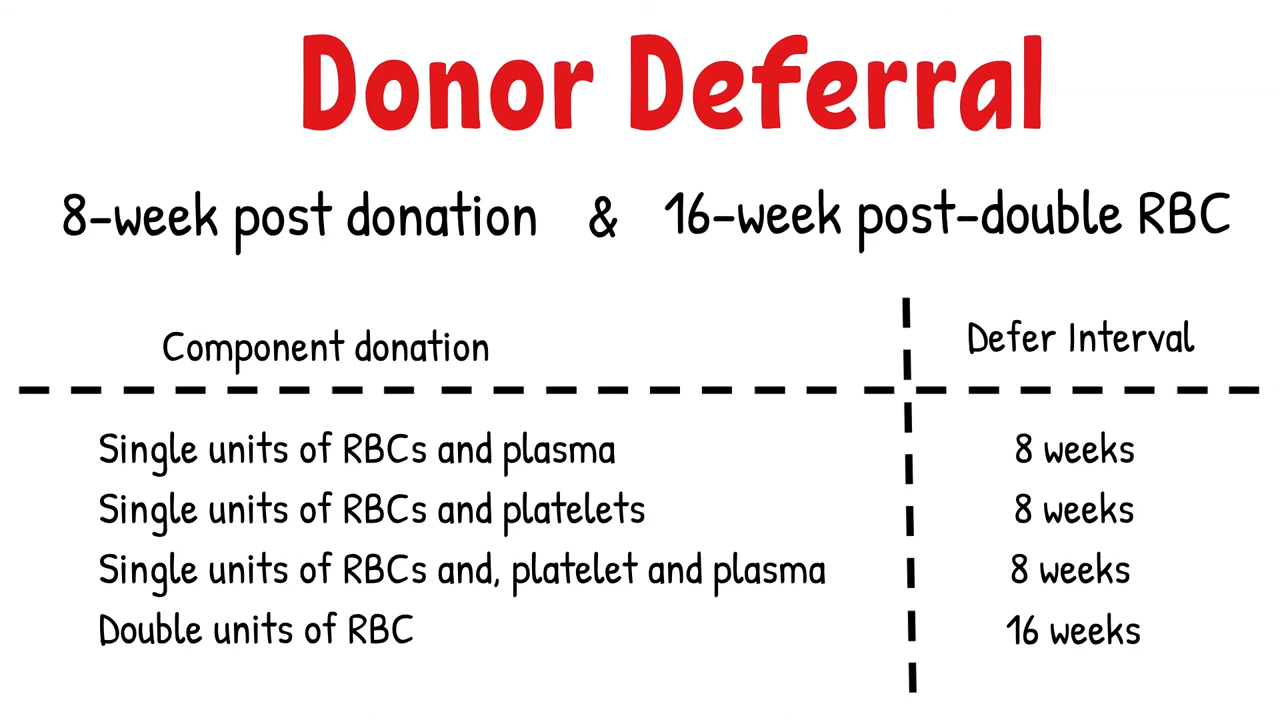 Donor Deferral
8-week post donation & 16-week post-double RBC
Component donation Defer Interval
Single units of RBCs and plasma 8 weeks
Single units of RBCs and platelets 8 weeks
Single units of RBCs and, platelet and plasma 8 weeks
Double units of RBC 16 weeks